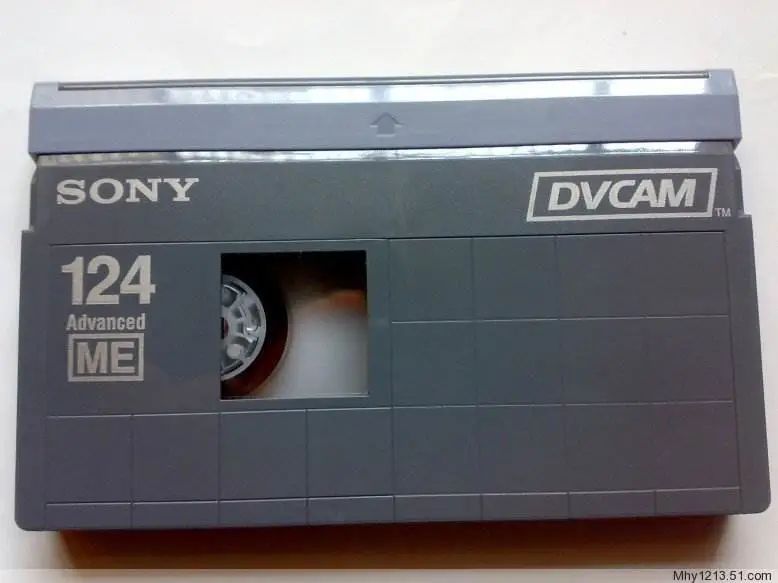 SONY
DVCAM
TM
124
Advanced
ME
Mhy1213.51.com